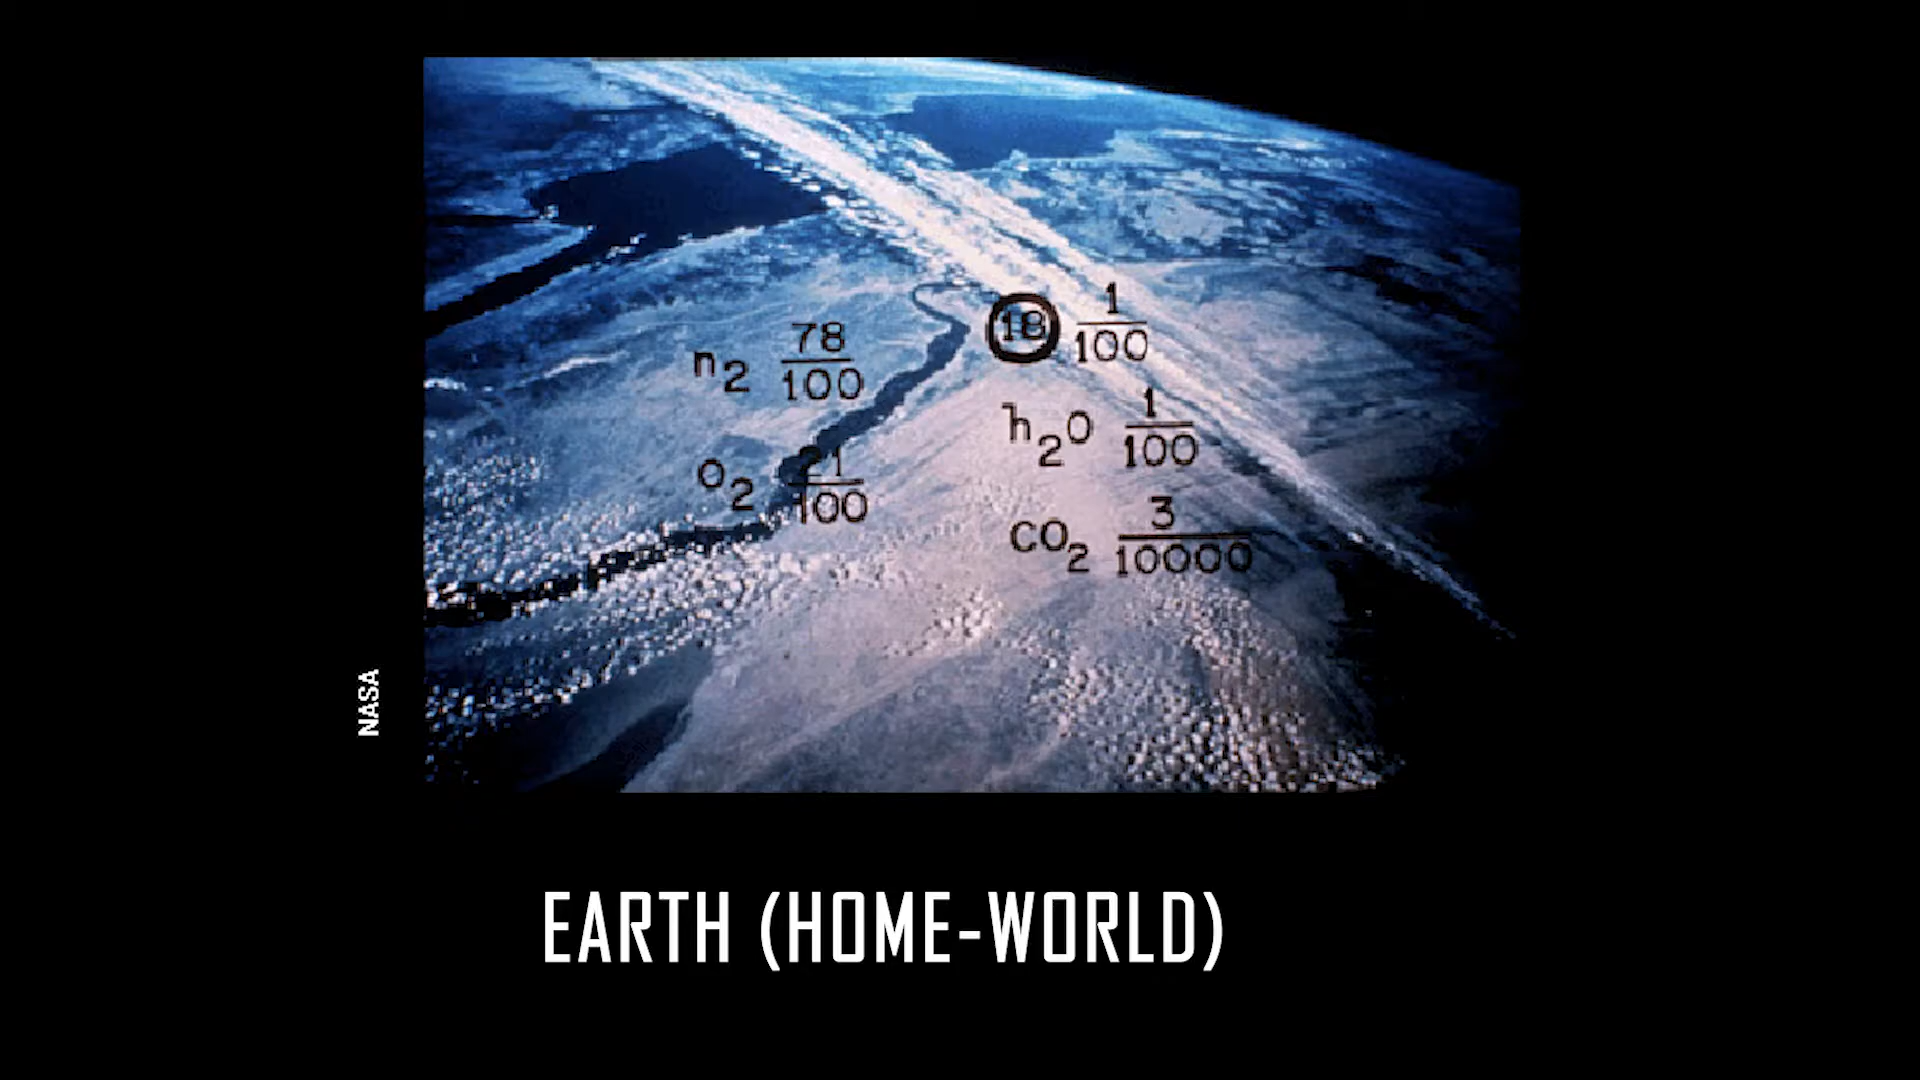 n2 78/100
o2 21/100
18 1/100
h2o 1/100
co2 3/10000
NASA
EARTH (HOME-WORLD)